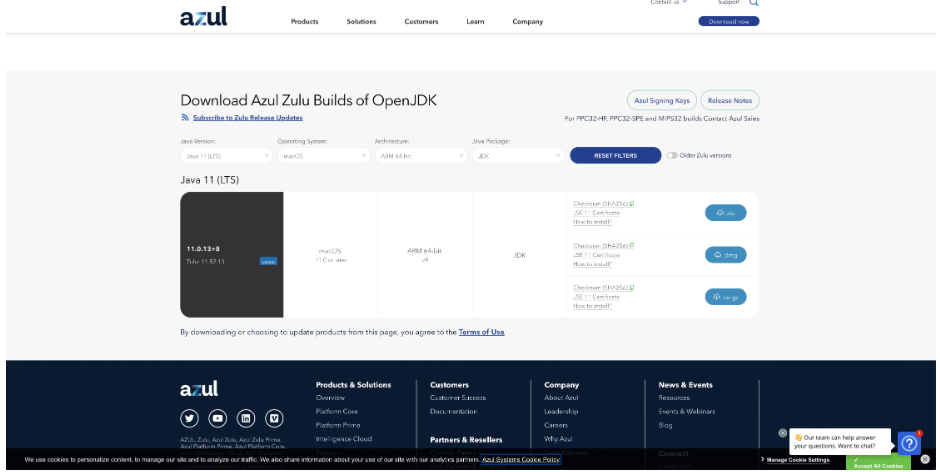 Contact us Support
azul Products Solutions Customers Learn Company Download now
Download Azul Zulu Builds of OpenJDK
Azul Signing Keys Release Notes
Subscribe to Zulu Release Updates
For PPC32-HF, PPC32-SPE and MIPS32 builds Contact Azul Sales
Java Version: Operating System: Architecture: Java Package:
Java 11 (LTS) × macOS × ARM 64-bit × JDK × RESET FILTERS Older Zulu versions
Java 11 (LTS)
Checksum (SHA256)
JSE 11 Certificate
How to install?
.zip
11.0.13+8
Zulu: 11.52.13 Latest
macOS
11.0 or later
ARM 64-bit
v8
JDK
Checksum (SHA256)
JSE 11 Certificate
How to install?
.dmg
Checksum (SHA256)
JSE 11 Certificate
How to install?
.tar.gz
By downloading or choosing to update products from this page, you agree to the Terms of Use.
azul
Products & Solutions
Overview
Platform Core
Platform Prime
Intelligence Cloud
Customers
Customer Success
Documentation
Partners & Resellers
Company
About Azul
Leadership
Careers
Why Azul
News & Events
Resources
Events & Webinars
Blog
Connect
AZUL, Zulu, Azul Zulu, Azul Zulu Prime,
Azul Platform Prime, Azul Platform Core,
👋 Our team can help answer
your questions. Want to chat?
1
We use cookies to personalize content, to manage our site and to analyze our traffic. We also share information about your use of our site with our analytics partners. Azul Systems Cookie Policy
Manage Cookie Settings
✓
Accept All Cookies